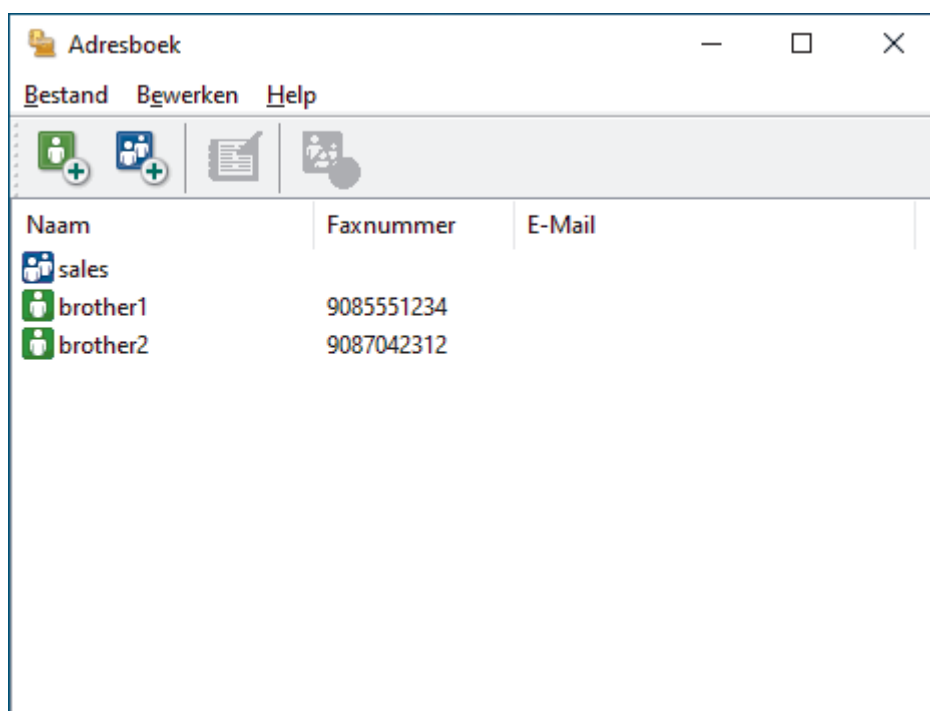 Adresboek
Bestand Bewerken Help
Naam Faxnummer E-Mail
sales
brother1 9085551234
brother2 9087042312